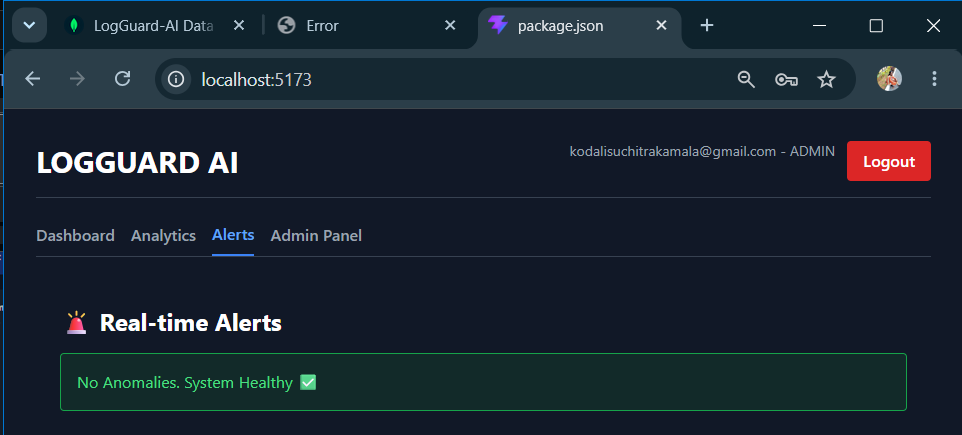 LogGuard-AI Data
Error
package.json
localhost:5173
LOGGUARD AI
kodalisuchitrakamala@gmail.com - ADMIN
Logout
Dashboard
Analytics
Alerts
Admin Panel
Real-time Alerts
No Anomalies. System Healthy ✅